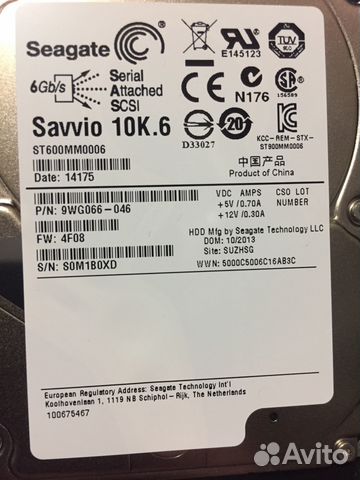 Seagate
RU
E145123
TÜV
6Gb/s
Serial
Attached
SCSI
N176
156589
Savvio 10K.6
D33027
20
KCC-REM-STX-
ST900MM0006
ST600MM0006
中国产品
Product of China
Date: 14175
VDC AMPS CSO LOT
P/N: 9WG066-046
+5V /0.70A NUMBER
+12V /0.30A
FW: 4F08
HDD Mfg by Seagate Technology LLC
DOM: 10/2013
Site: SUZHSG
S/N: S0M1B0XD
WWN: 5000C5006C16AB3C
European Regulatory Address: Seagate Technology Int'l
Koolhovenlaan 1, 1119 NB Schiphol-Rijk, The Netherlands
100675467
Avito